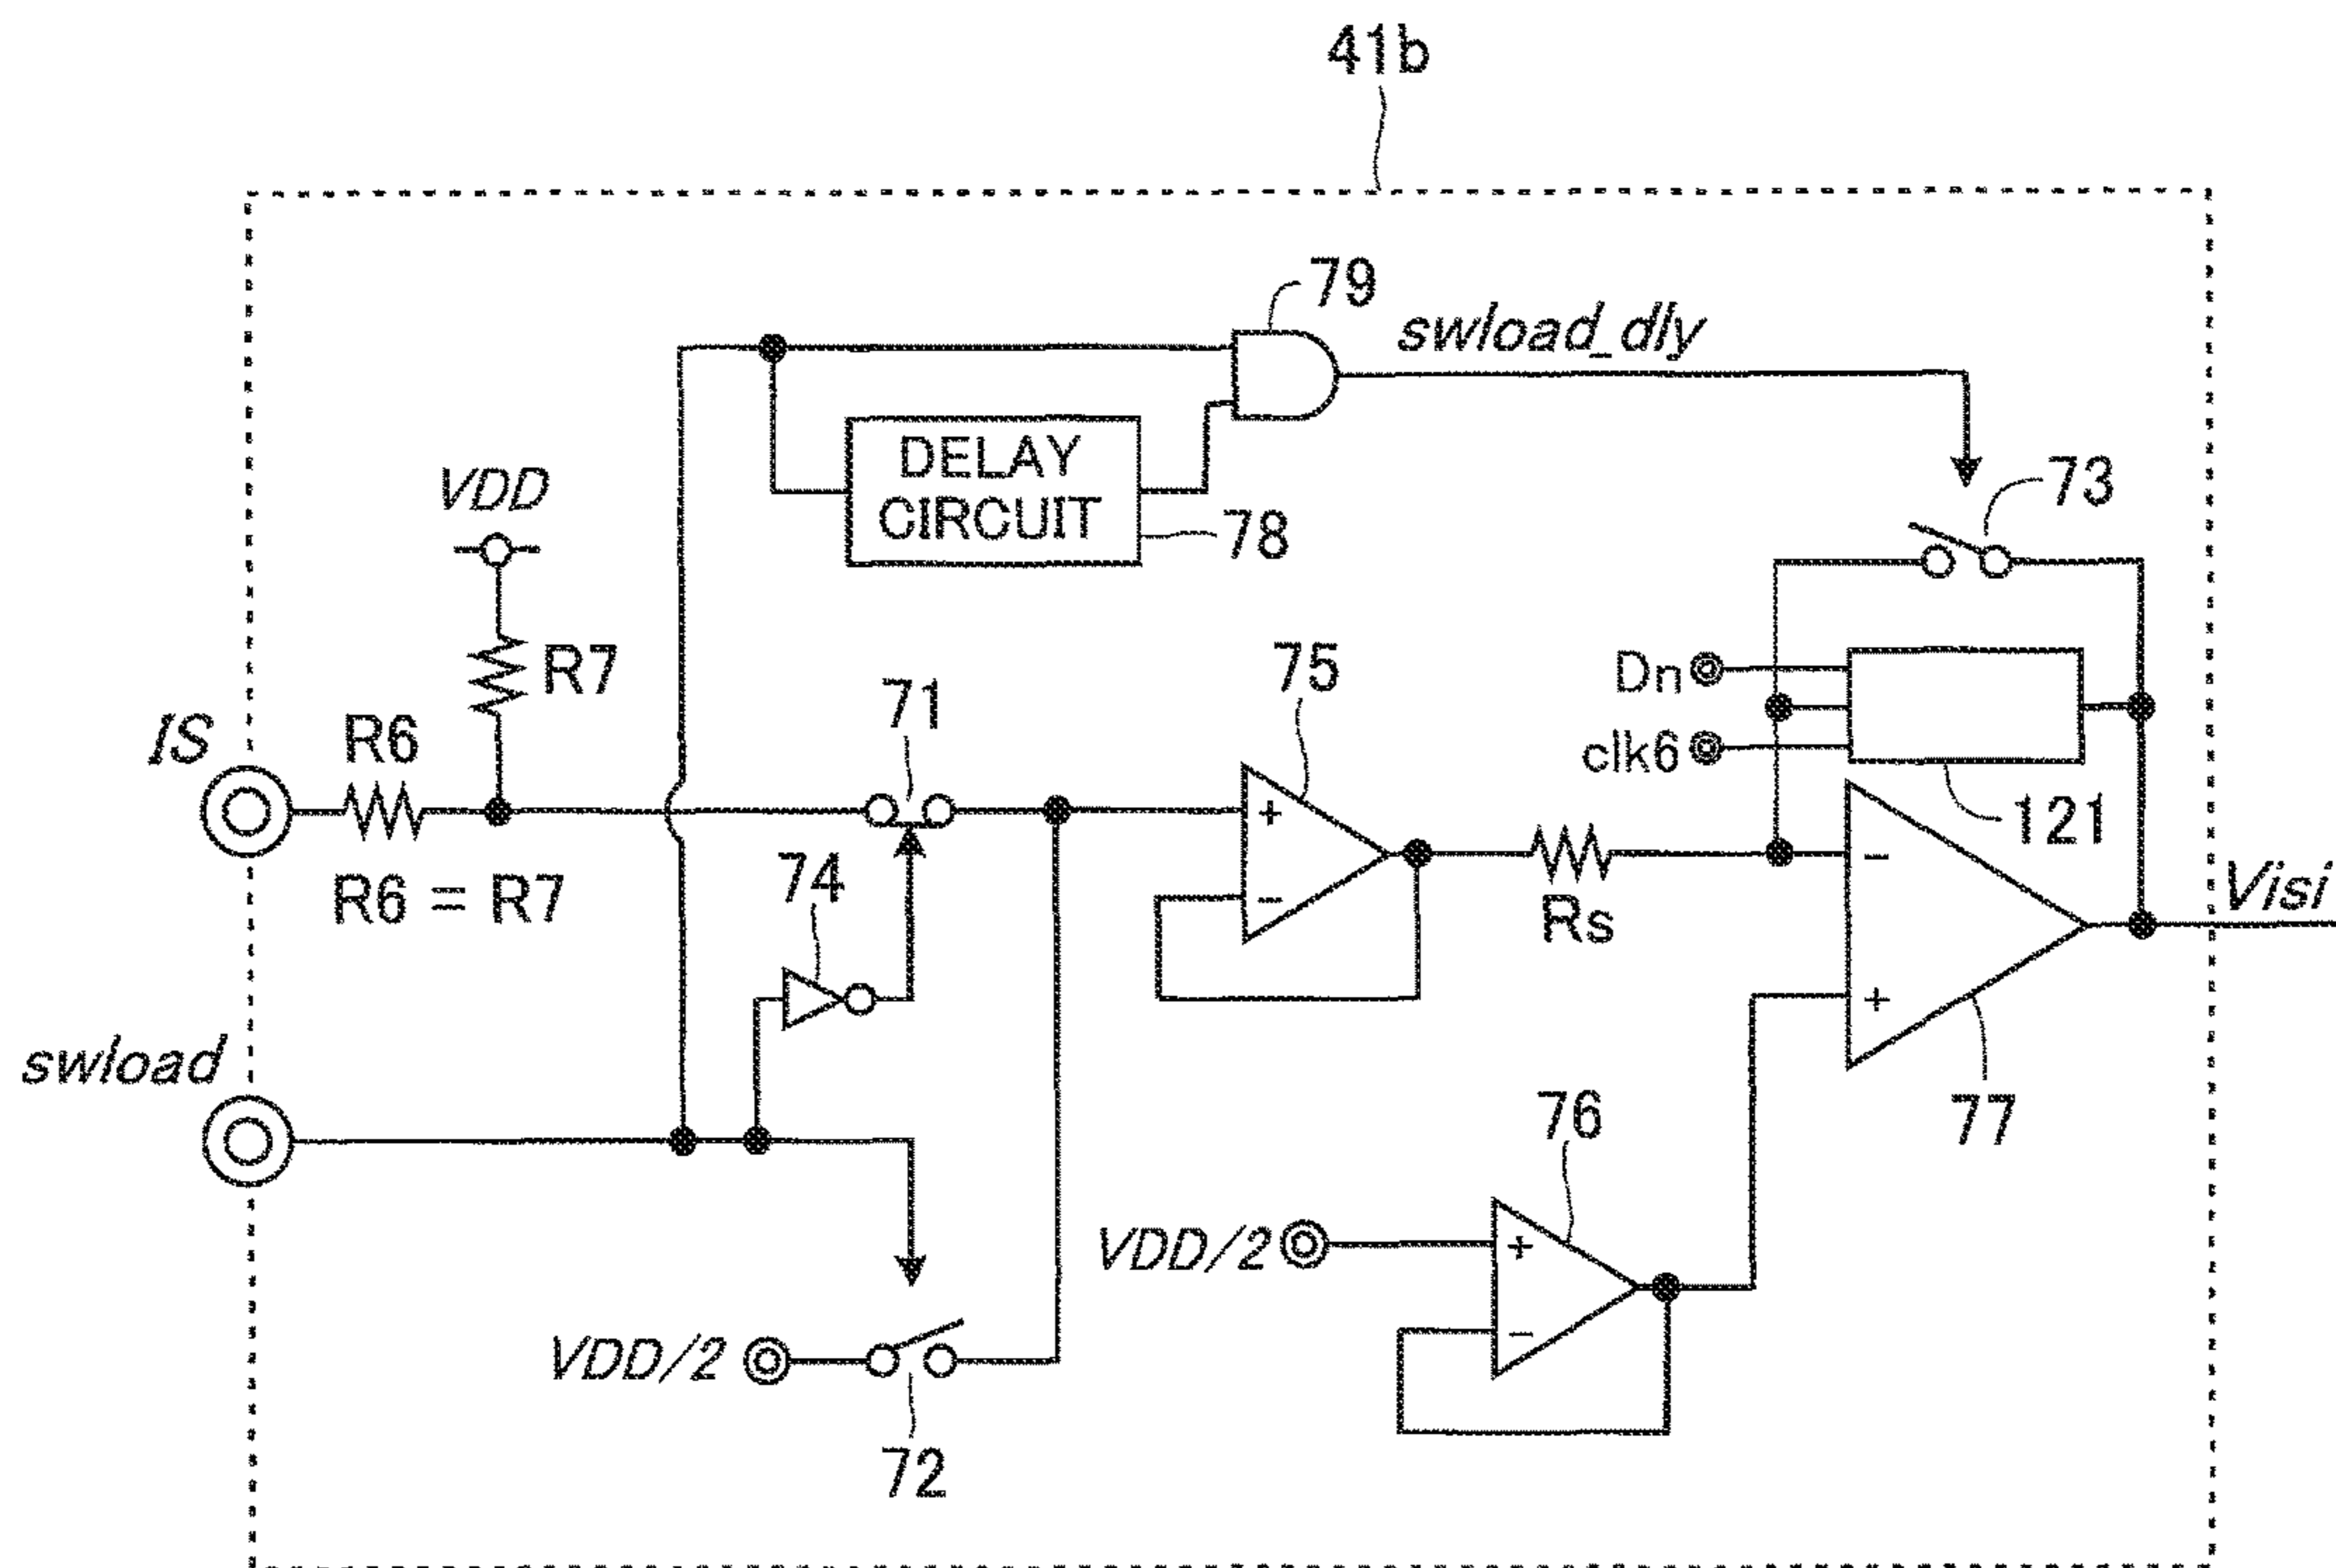 41b
79
swload_dly
DELAY
CIRCUIT
78
73
VDD
R7
75
Dn
clk6
121
71
IS
R6
R6 = R7
74
Rs
+
-
-
+
Visi
77
swload
76
VDD/2
+
-
VDD/2
72